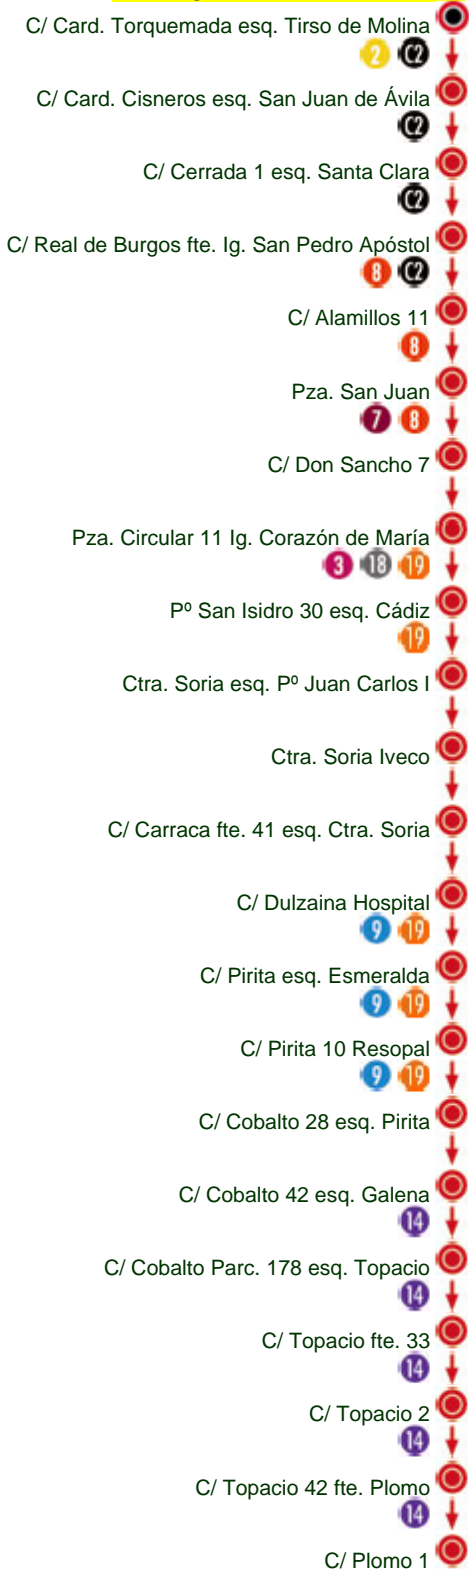 C/ Card. Torquemada esq. Tirso de Molina
2 C2
C/ Card. Cisneros esq. San Juan de Ávila
C2
C/ Cerrada 1 esq. Santa Clara
C2
C/ Real de Burgos fte. Ig. San Pedro Apóstol
8 C2
C/ Alamillos 11
8
Pza. San Juan
7 8
C/ Don Sancho 7
Pza. Circular 11 Ig. Corazón de María
3 18 19
Pº San Isidro 30 esq. Cádiz
19
Ctra. Soria esq. Pº Juan Carlos I
Ctra. Soria Iveco
C/ Carraca fte. 41 esq. Ctra. Soria
C/ Dulzaina Hospital
9 19
C/ Pirita esq. Esmeralda
9 19
C/ Pirita 10 Resopal
9 19
C/ Cobalto 28 esq. Pirita
C/ Cobalto 42 esq. Galena
14
C/ Cobalto Parc. 178 esq. Topacio
14
C/ Topacio fte. 33
14
C/ Topacio 2
14
C/ Topacio 42 fte. Plomo
14
C/ Plomo 1